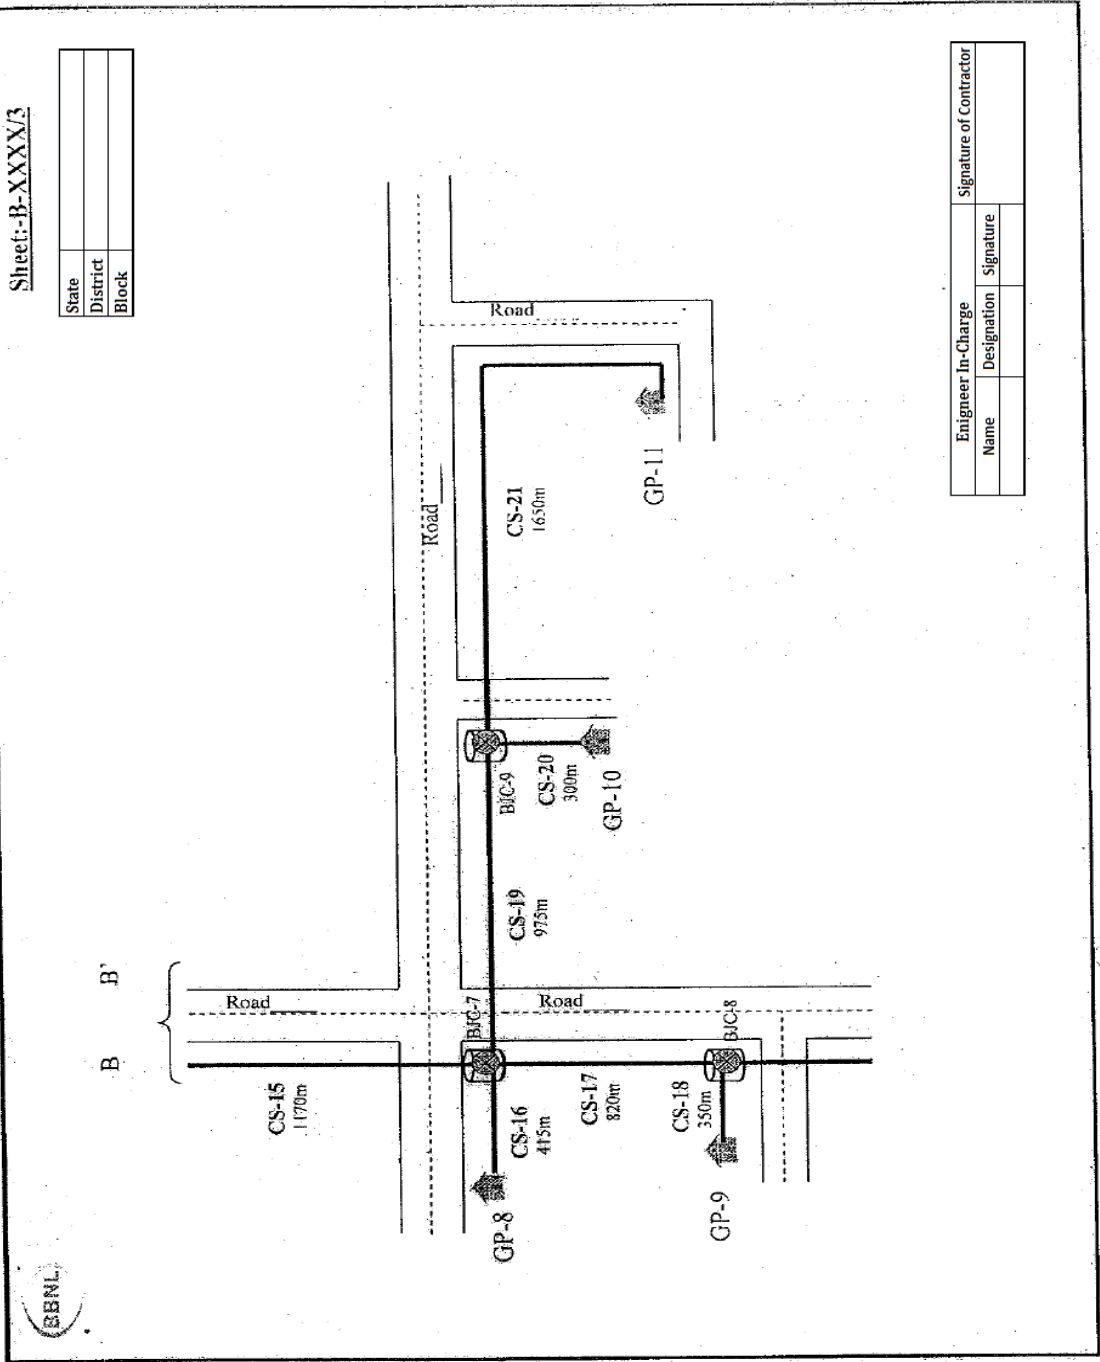 Sheet:-B-XXXX/3
State
District
Block
BBNL
B B'
Road
CS-15
1170m
GP-8
CS-16
415m
BJC-7
CS-17
820m
Road
GP-9
CS-18
350m
BJC-8
CS-19
975m
BJC-9
CS-20
300m
GP-10
Road
CS-21
1650m
GP-11
Road
Enigneer In-Charge Signature of Contractor
Name Designation Signature